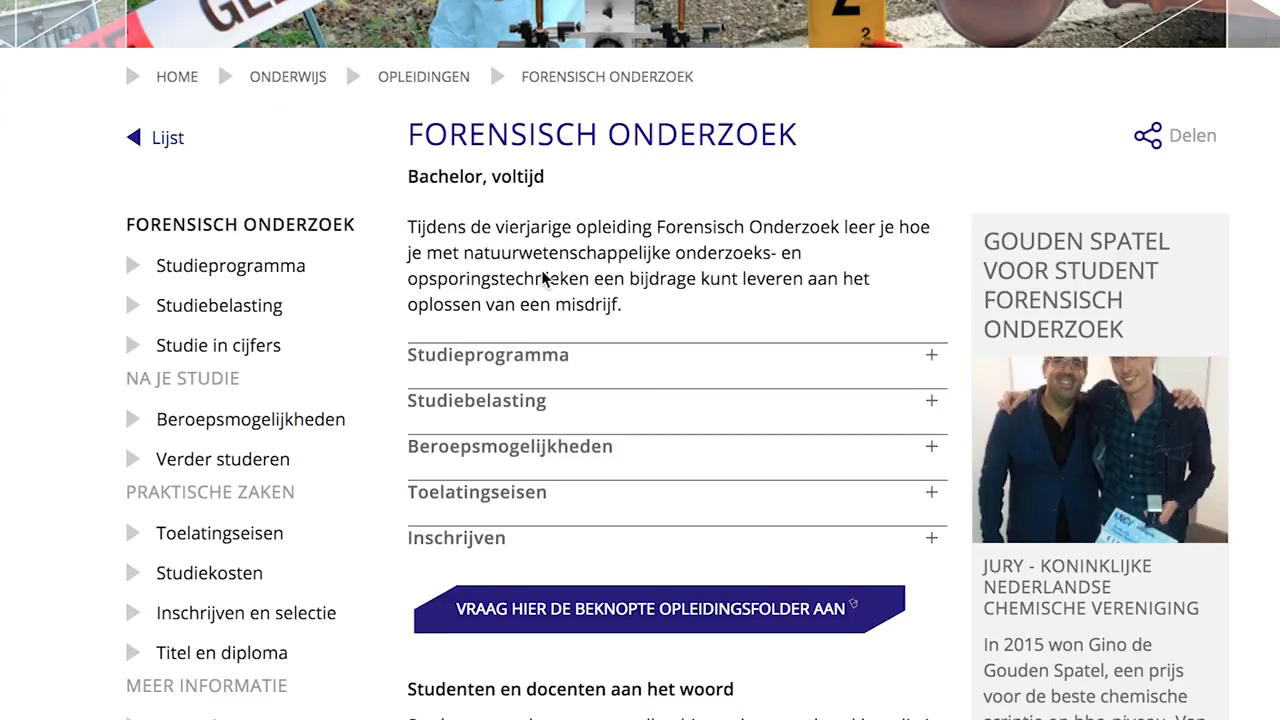 2
HOME ONDERWIJS OPLEIDINGEN FORENSISCH ONDERZOEK
Lijst
FORENSISCH ONDERZOEK
Delen
Bachelor, voltijd
FORENSISCH ONDERZOEK
Studieprogramma
Studiebelasting
Studie in cijfers
NA JE STUDIE
Beroepsmogelijkheden
Verder studeren
PRAKTISCHE ZAKEN
Toelatingseisen
Studiekosten
Inschrijven en selectie
Titel en diploma
MEER INFORMATIE
Tijdens de vierjarige opleiding Forensisch Onderzoek leer je hoe
je met natuurwetenschappelijke onderzoeks- en
opsporingstechnieken een bijdrage kunt leveren aan het
oplossen van een misdrijf.
Studieprogramma +
Studiebelasting +
Beroepsmogelijkheden +
Toelatingseisen +
Inschrijven +
VRAAG HIER DE BEKNOPTE OPLEIDINGSFOLDER AAN
Studenten en docenten aan het woord
GOUDEN SPATEL
VOOR STUDENT
FORENSISCH
ONDERZOEK
JURY - KONINKLIJKE
NEDERLANDSE
CHEMISCHE VERENIGING
In 2015 won Gino de
Gouden Spatel, een prijs
voor de beste chemische